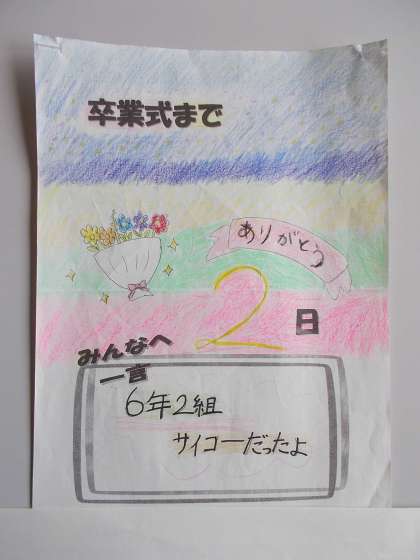 卒業式まで
ありがとう
2日
みんなへ
一言
6年2組
サイコーだったよ